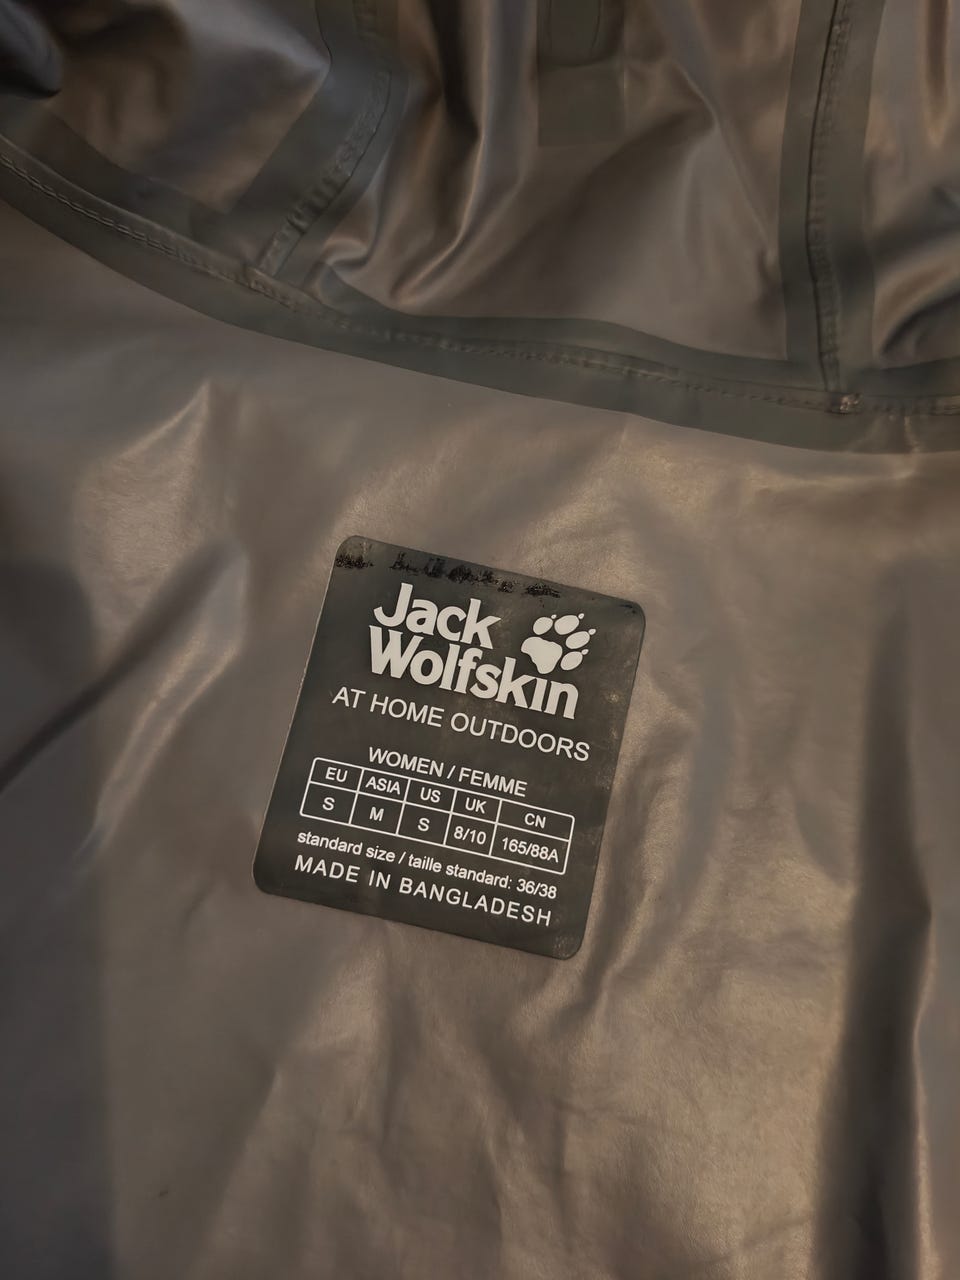 Jack
Wolfskin
AT HOME OUTDOORS
WOMEN / FEMME
EU ASIA US UK CN
S M S 8/10 165/88A
standard size / taille standard: 36/38
MADE IN BANGLADESH